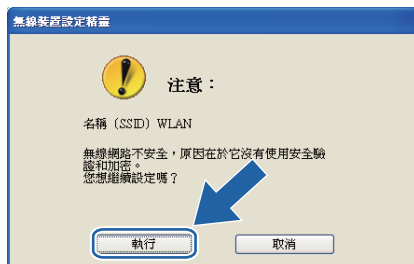 無線裝置設定精靈
注意：
名稱（SSID）WLAN
無線網路不安全，原因在於它沒有使用安全驗
證和加密。
您想繼續設定嗎？
執行 取消